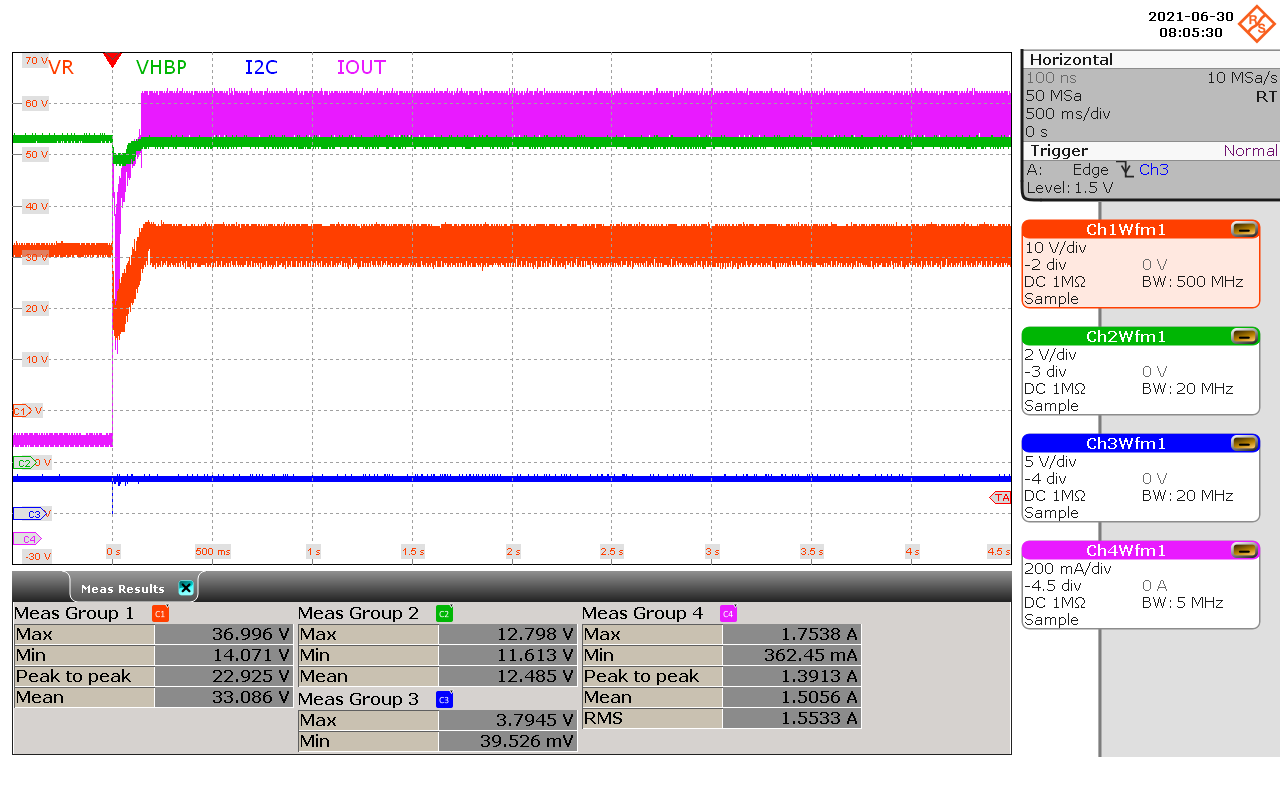 2021-06-30
08:05:30
R S
70 V VR VHBP I2C IOUT
60 V
50 V
40 V
30 V
20 V
10 V
C1 V
C2 0 V
C3 V
C4
-30 V
TA
0 s 500 ms 1 s 1.5 s 2 s 2.5 s 3 s 3.5 s 4 s 4.5 s
Horizontal
100 ns 10 MSa/s
50 MSa RT
500 ms/div
0 s
Trigger Normal
A: Edge Ch3
Level: 1.5 V
Ch1Wfm1
10 V/div
-2 div 0 V
DC 1MΩ BW: 500 MHz
Sample
Ch2Wfm1
2 V/div
-3 div 0 V
DC 1MΩ BW: 20 MHz
Sample
Ch3Wfm1
5 V/div
-4 div 0 V
DC 1MΩ BW: 20 MHz
Sample
Ch4Wfm1
200 mA/div
-4.5 div 0 A
DC 1MΩ BW: 5 MHz
Sample
Meas Results
Meas Group 1 C1
Max 36.996 V
Min 14.071 V
Peak to peak 22.925 V
Mean 33.086 V
Meas Group 2 C2
Max 12.798 V
Min 11.613 V
Mean 12.485 V
Meas Group 3 C3
Max 3.7945 V
Min 39.526 mV
Meas Group 4 C4
Max 1.7538 A
Min 362.45 mA
Peak to peak 1.3913 A
Mean 1.5056 A
RMS 1.5533 A